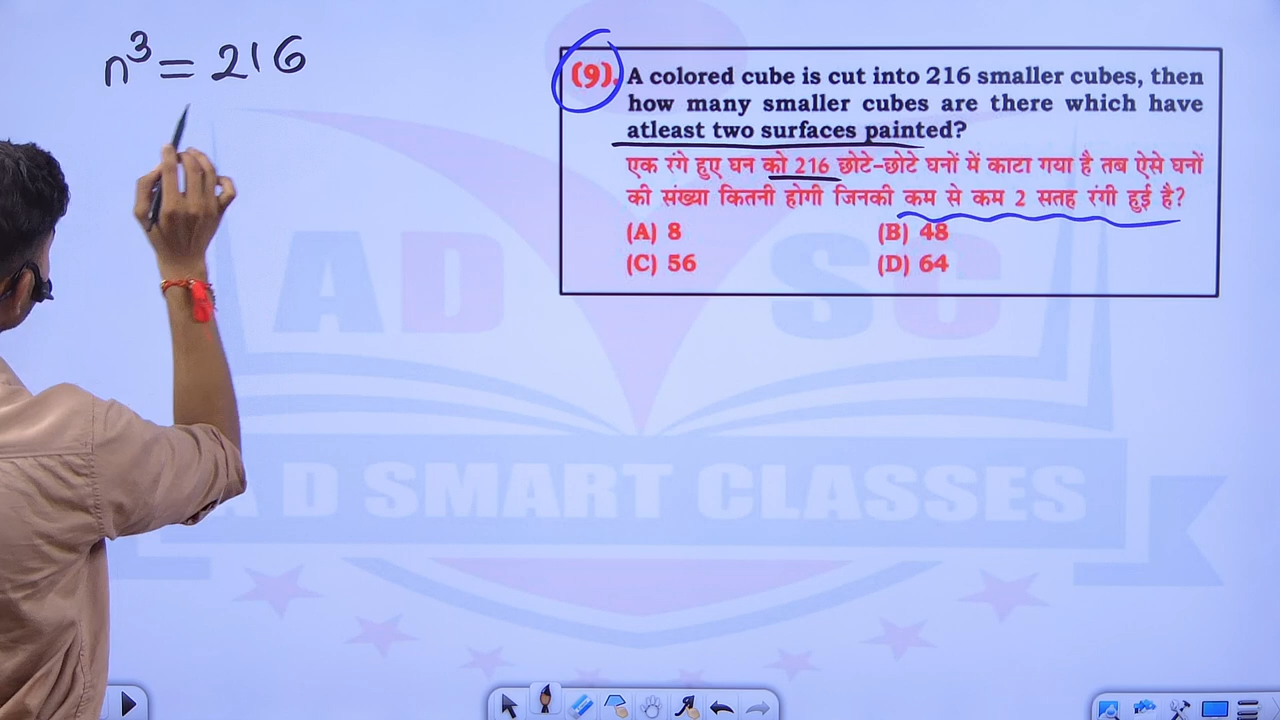 n³ = 216
(9). A colored cube is cut into 216 smaller cubes, then
how many smaller cubes are there which have
atleast two surfaces painted?
एक रंगे हुए घन को 216 छोटे-छोटे घनों में काटा गया है तब ऐसे घनों
की संख्या कितनी होगी जिनकी कम से कम 2 सतह रंगी हुई है?
(A) 8 (B) 48
(C) 56 (D) 64
AD SC
A D SMART CLASSES